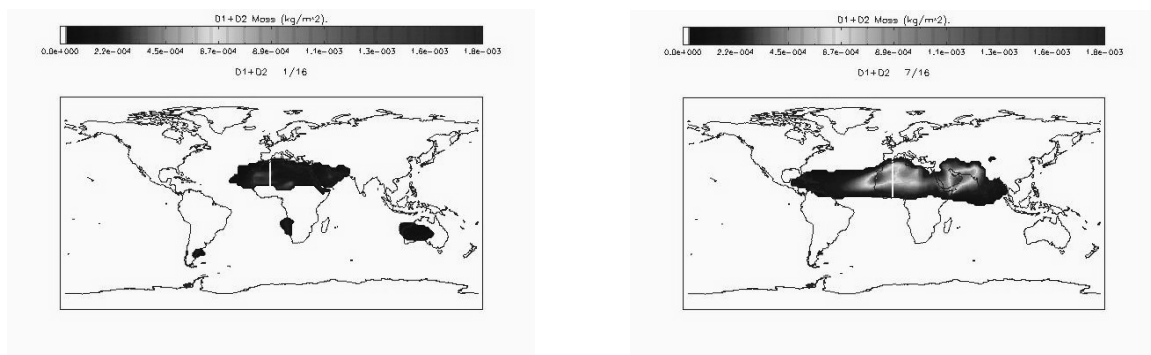 D1+D2 Mass (kg/m^2).
0.0e+000 2.2e-004 4.5e-004 6.7e-004 8.9e-004 1.1e-003 1.3e-003 1.6e-003 1.8e-003
D1+D2 1/16
D1+D2 Mass (kg/m^2).
0.0e+000 2.2e-004 4.5e-004 6.7e-004 8.9e-004 1.1e-003 1.3e-003 1.6e-003 1.8e-003
D1+D2 7/16